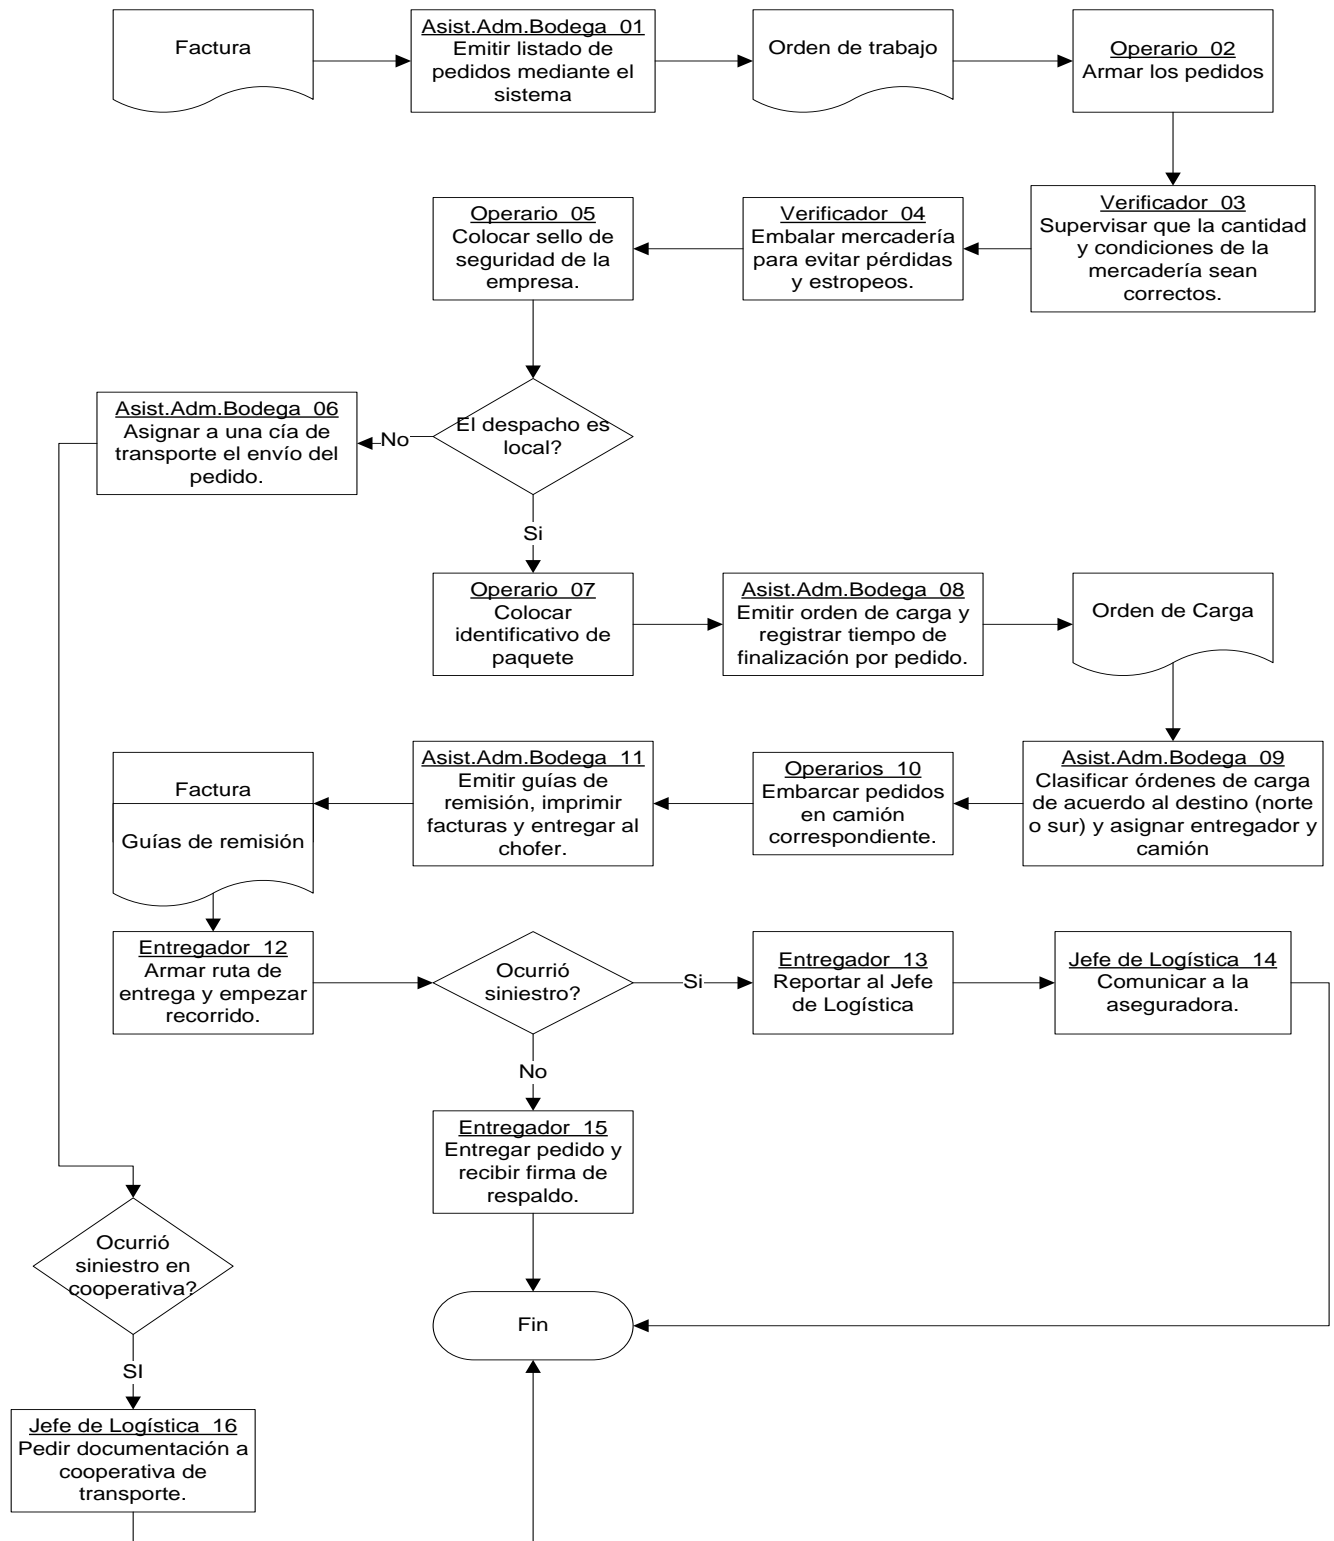 Factura
Asist.Adm.Bodega 01
Emitir listado de
pedidos mediante el
sistema
Orden de trabajo
Operario 02
Armar los pedidos
Operario 05
Colocar sello de
seguridad de la
empresa.
Verificador 04
Embalar mercadería
para evitar pérdidas
y estropeos.
Verificador 03
Supervisar que la cantidad
y condiciones de la
mercadería sean
correctos.
Asist.Adm.Bodega 06
Asignar a una cía de
transporte el envío del
pedido.
No
El despacho es
local?
Si
Operario 07
Colocar
identificativo de
paquete
Asist.Adm.Bodega 08
Emitir orden de carga y
registrar tiempo de
finalización por pedido.
Orden de Carga
Factura
Guías de remisión
Asist.Adm.Bodega 11
Emitir guías de
remisión, imprimir
facturas y entregar al
chofer.
Operarios 10
Embarcar pedidos
en camión
correspondiente.
Asist.Adm.Bodega 09
Clasificar órdenes de carga
de acuerdo al destino (norte
o sur) y asignar entregador y
camión
Entregador 12
Armar ruta de
entrega y empezar
recorrido.
Ocurrió
siniestro?
Si
Entregador 13
Reportar al Jefe
de Logística
Jefe de Logística 14
Comunicar a la
aseguradora.
No
Entregador 15
Entregar pedido y
recibir firma de
respaldo.
Ocurrió
siniestro en
cooperativa?
Fin
SI
Jefe de Logística 16
Pedir documentación a
cooperativa de
transporte.